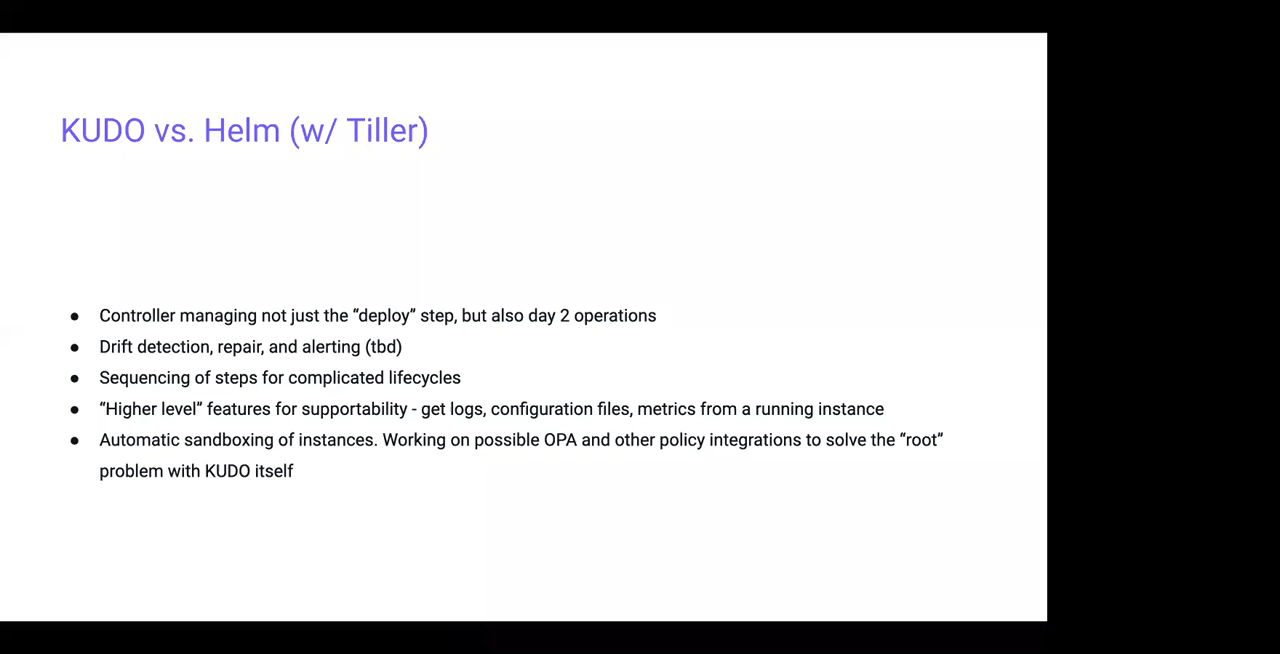 KUDO vs. Helm (w/ Tiller)
● Controller managing not just the “deploy” step, but also day 2 operations
● Drift detection, repair, and alerting (tbd)
● Sequencing of steps for complicated lifecycles
● “Higher level” features for supportability - get logs, configuration files, metrics from a running instance
● Automatic sandboxing of instances. Working on possible OPA and other policy integrations to solve the “root”
problem with KUDO itself